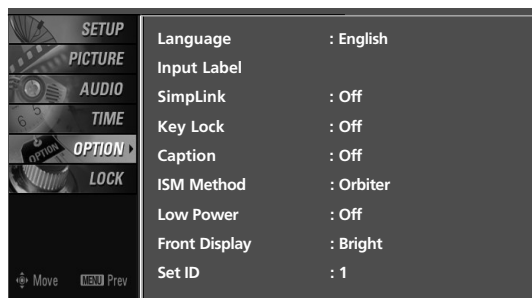 SETUP
PICTURE
AUDIO
TIME
OPTION
LOCK
Move MENU Prev
Language : English
Input Label
SimpLink : Off
Key Lock : Off
Caption : Off
ISM Method : Orbiter
Low Power : Off
Front Display : Bright
Set ID : 1